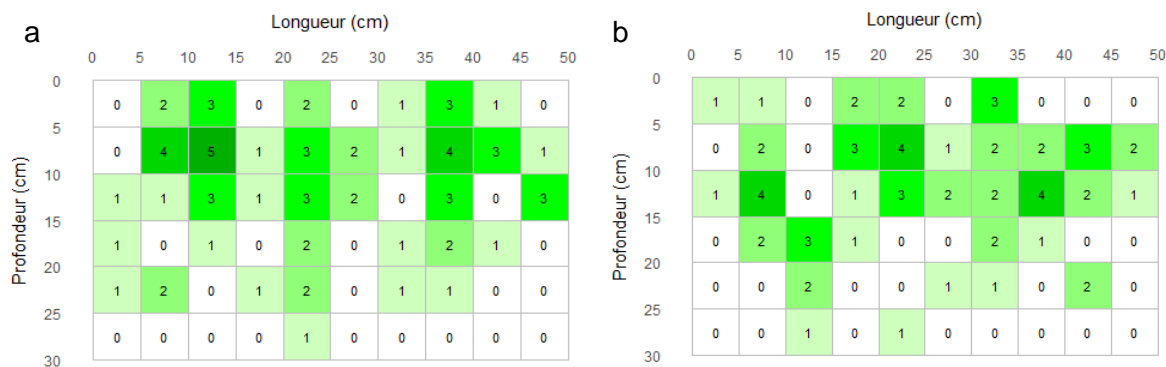 a
Longueur (cm)
0 5 10 15 20 25 30 35 40 45 50
Profondeur (cm)
0
5
10
15
20
25
30
0 2 3 0 2 0 1 3 1 0
0 4 5 1 3 2 1 4 3 1
1 1 3 1 3 2 0 3 0 3
1 0 1 0 2 0 1 2 1 0
1 2 0 1 2 0 1 1 0 0
0 0 0 0 1 0 0 0 0 0
b
Longueur (cm)
0 5 10 15 20 25 30 35 40 45 50
Profondeur (cm)
0
5
10
15
20
25
30
1 1 0 2 2 0 3 0 0 0
0 2 0 3 4 1 2 2 3 2
1 4 0 1 3 2 2 4 2 1
0 2 3 1 0 0 2 1 0 0
0 0 2 0 0 1 1 0 2 0
0 0 1 0 1 0 0 0 0 0